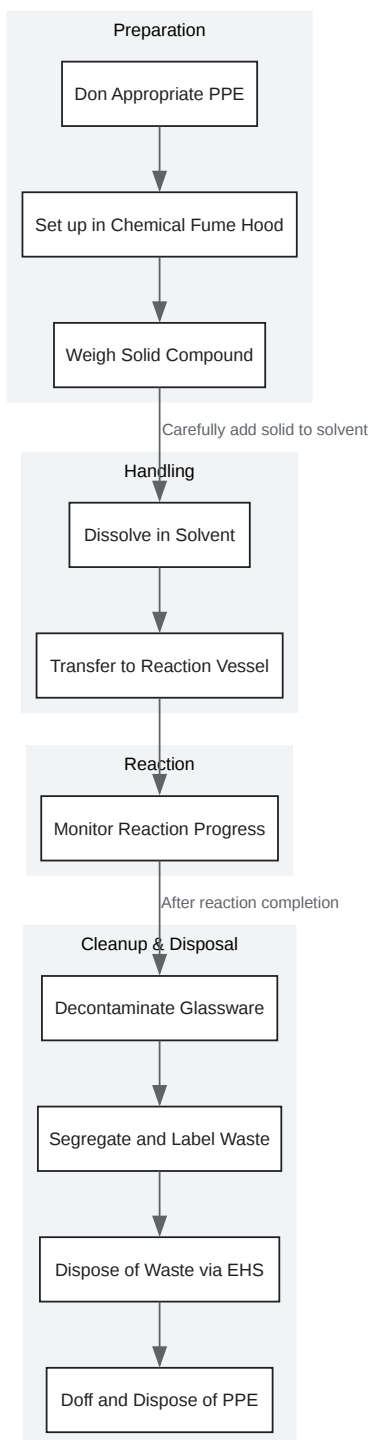 Preparation
Don Appropriate PPE
Set up in Chemical Fume Hood
Weigh Solid Compound
Carefully add solid to solvent
Handling
Dissolve in Solvent
Transfer to Reaction Vessel
Reaction
Monitor Reaction Progress
After reaction completion
Cleanup & Disposal
Decontaminate Glassware
Segregate and Label Waste
Dispose of Waste via EHS
Doff and Dispose of PPE